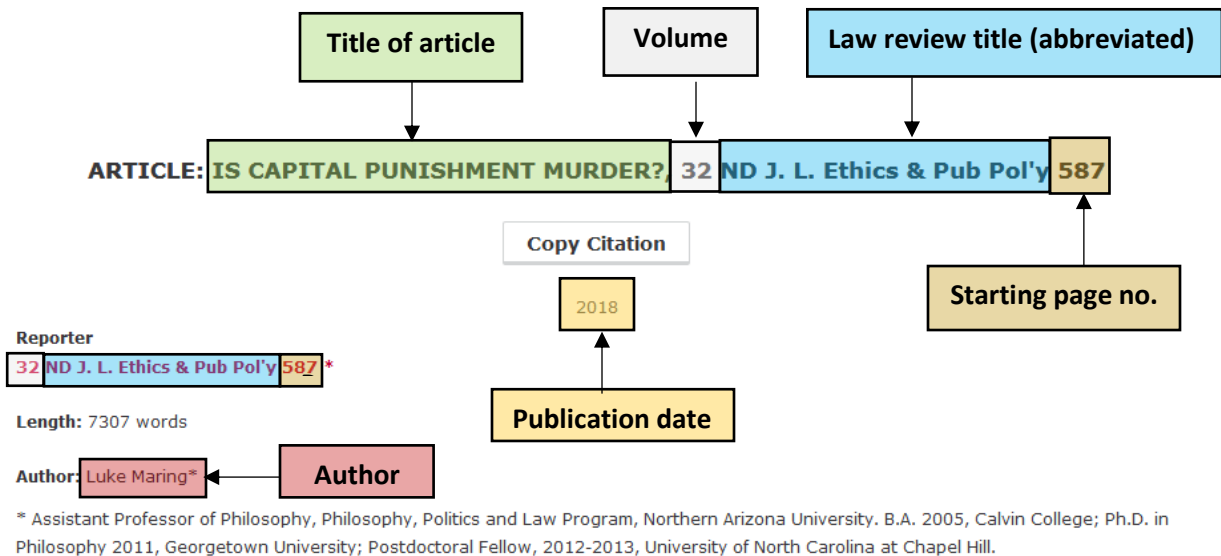 Title of article
Volume
Law review title (abbreviated)
ARTICLE: IS CAPITAL PUNISHMENT MURDER?, 32 ND J. L. Ethics & Pub Pol'y 587
Copy Citation
Starting page no.
2018
Reporter
32 ND J. L. Ethics & Pub Pol'y 587 *
Publication date
Length: 7307 words
Author: Luke Maring*
Author
* Assistant Professor of Philosophy, Philosophy, Politics and Law Program, Northern Arizona University. B.A. 2005, Calvin College; Ph.D. in
Philosophy 2011, Georgetown University; Postdoctoral Fellow, 2012-2013, University of North Carolina at Chapel Hill.